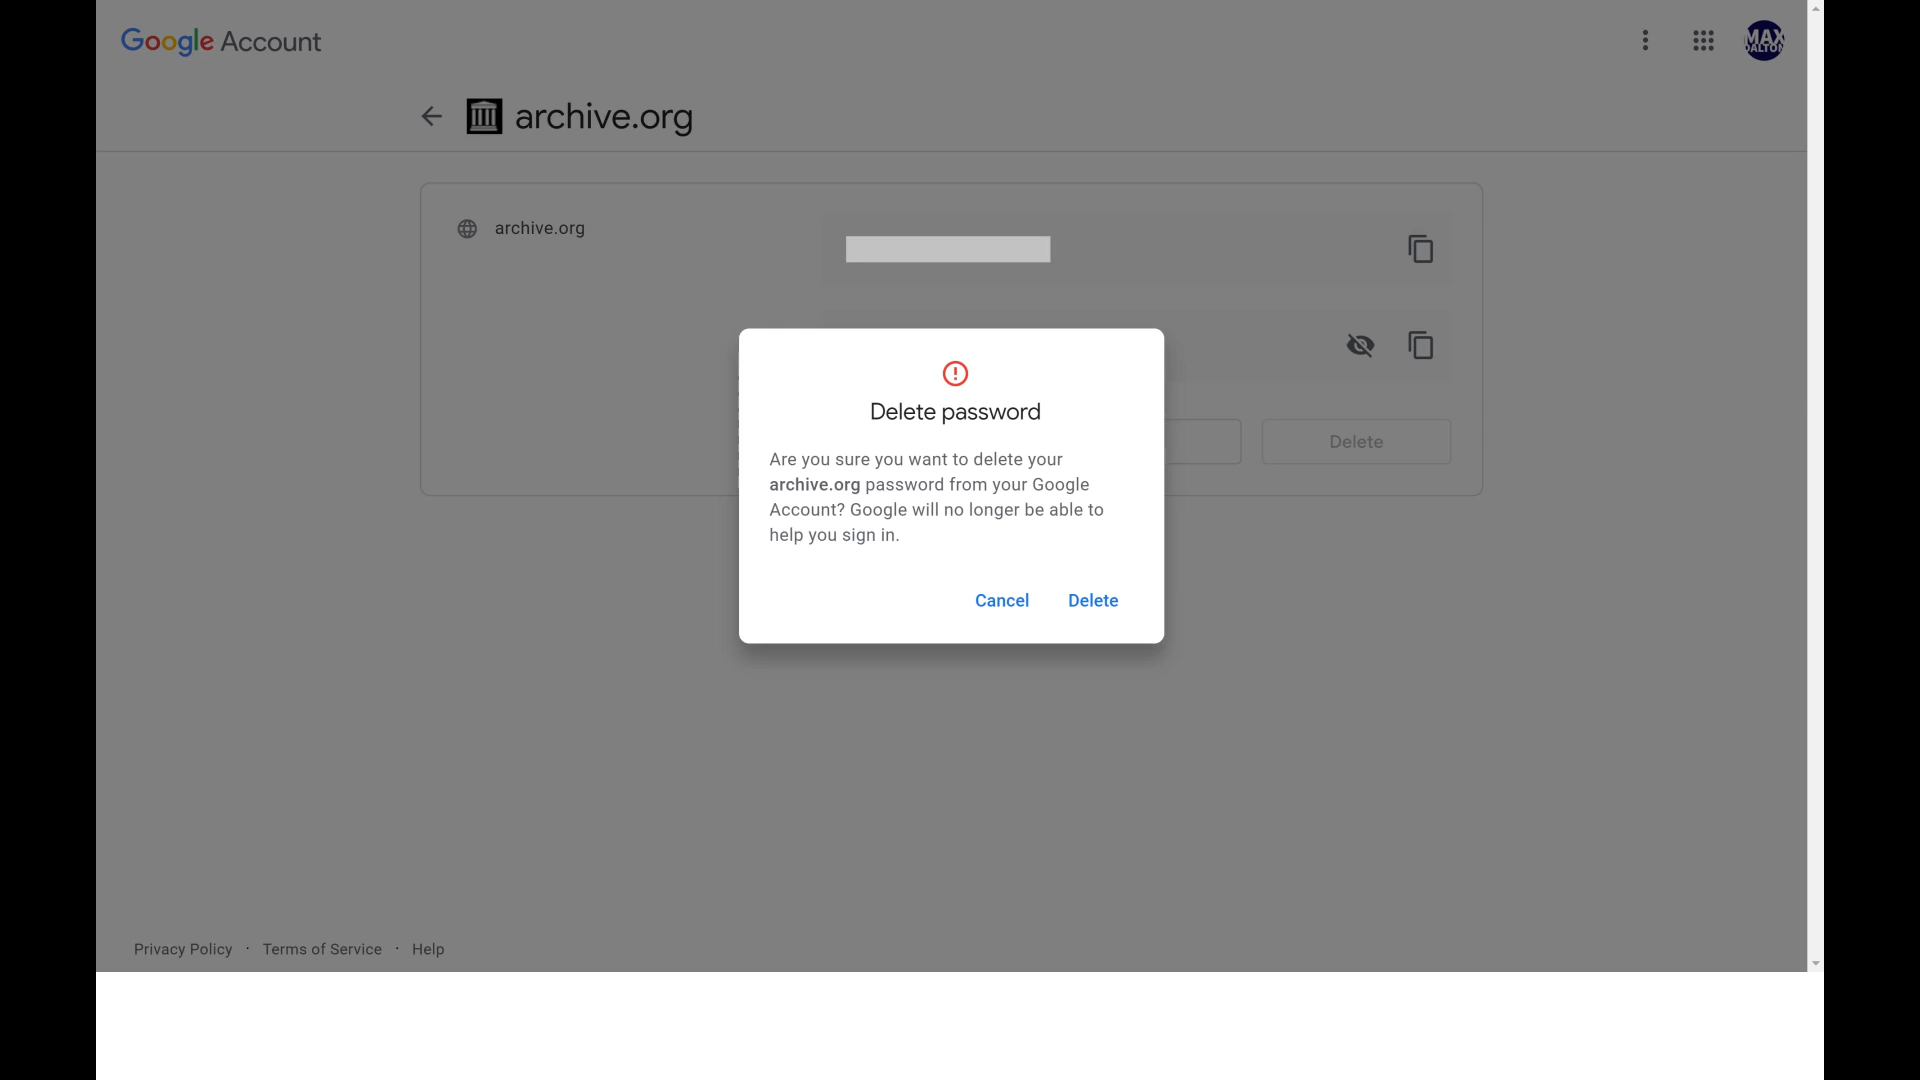 Google Account
MAX
DALTON
archive.org
archive.org
Delete password
Are you sure you want to delete your
archive.org password from your Google
Account? Google will no longer be able to
help you sign in.
Cancel Delete
Delete
Privacy Policy · Terms of Service · Help